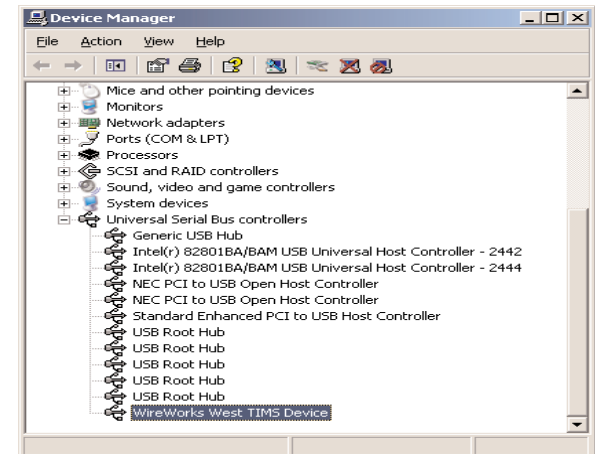 Device Manager
File Action View Help
Mice and other pointing devices
Monitors
Network adapters
Ports (COM & LPT)
Processors
SCSI and RAID controllers
Sound, video and game controllers
System devices
Universal Serial Bus controllers
Generic USB Hub
Intel(r) 82801BA/BAM USB Universal Host Controller - 2442
Intel(r) 82801BA/BAM USB Universal Host Controller - 2444
NEC PCI to USB Open Host Controller
NEC PCI to USB Open Host Controller
Standard Enhanced PCI to USB Host Controller
USB Root Hub
USB Root Hub
USB Root Hub
USB Root Hub
USB Root Hub
WireWorks West TIMS Device